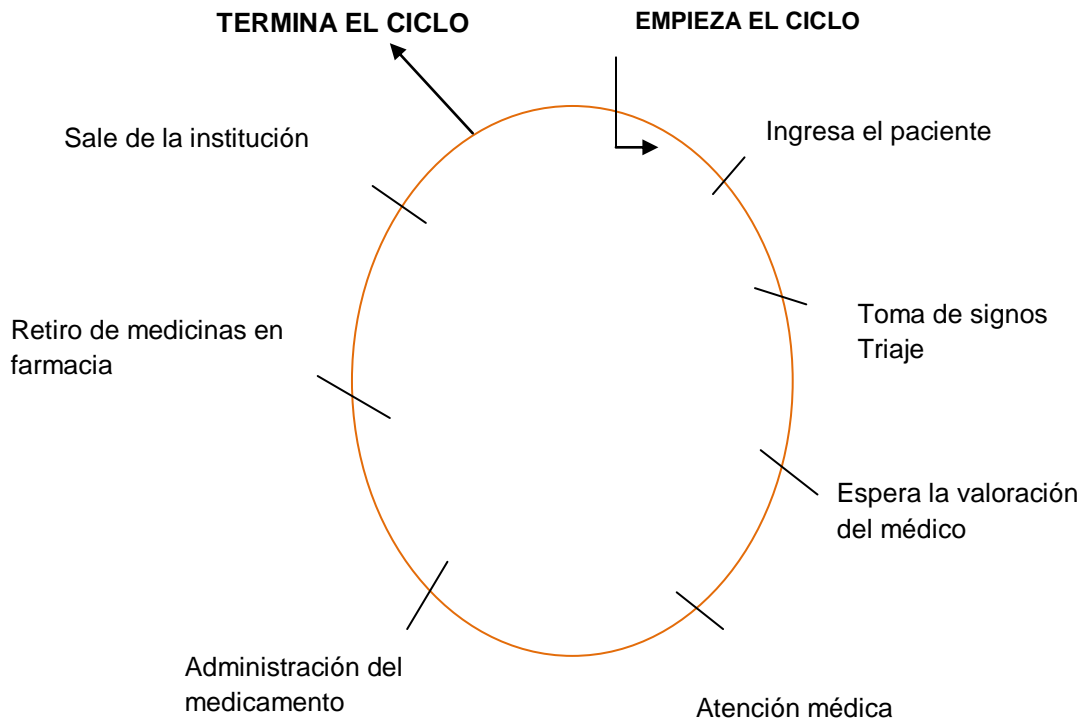 TERMINA EL CICLO
EMPIEZA EL CICLO
Ingresa el paciente
Toma de signos
Triaje
Espera la valoración
del médico
Atención médica
Administración del
medicamento
Retiro de medicinas en
farmacia
Sale de la institución